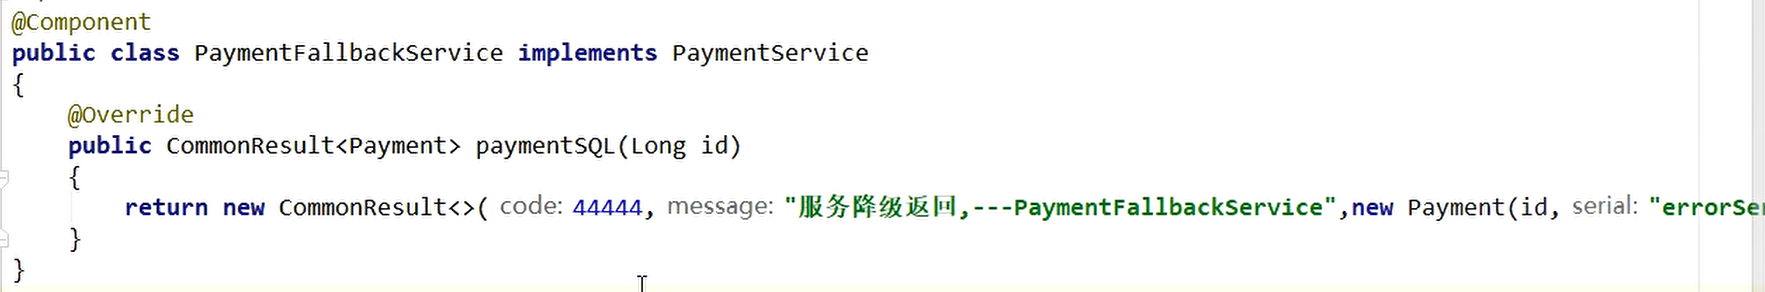 @Component
public class PaymentFallbackService implements PaymentService
{
    @Override
    public CommonResult<Payment> paymentSQL(Long id)
    {
        return new CommonResult<>( code: 44444, message: "服务降级返回,---PaymentFallbackService",new Payment(id, serial: "errorSe
    }
}